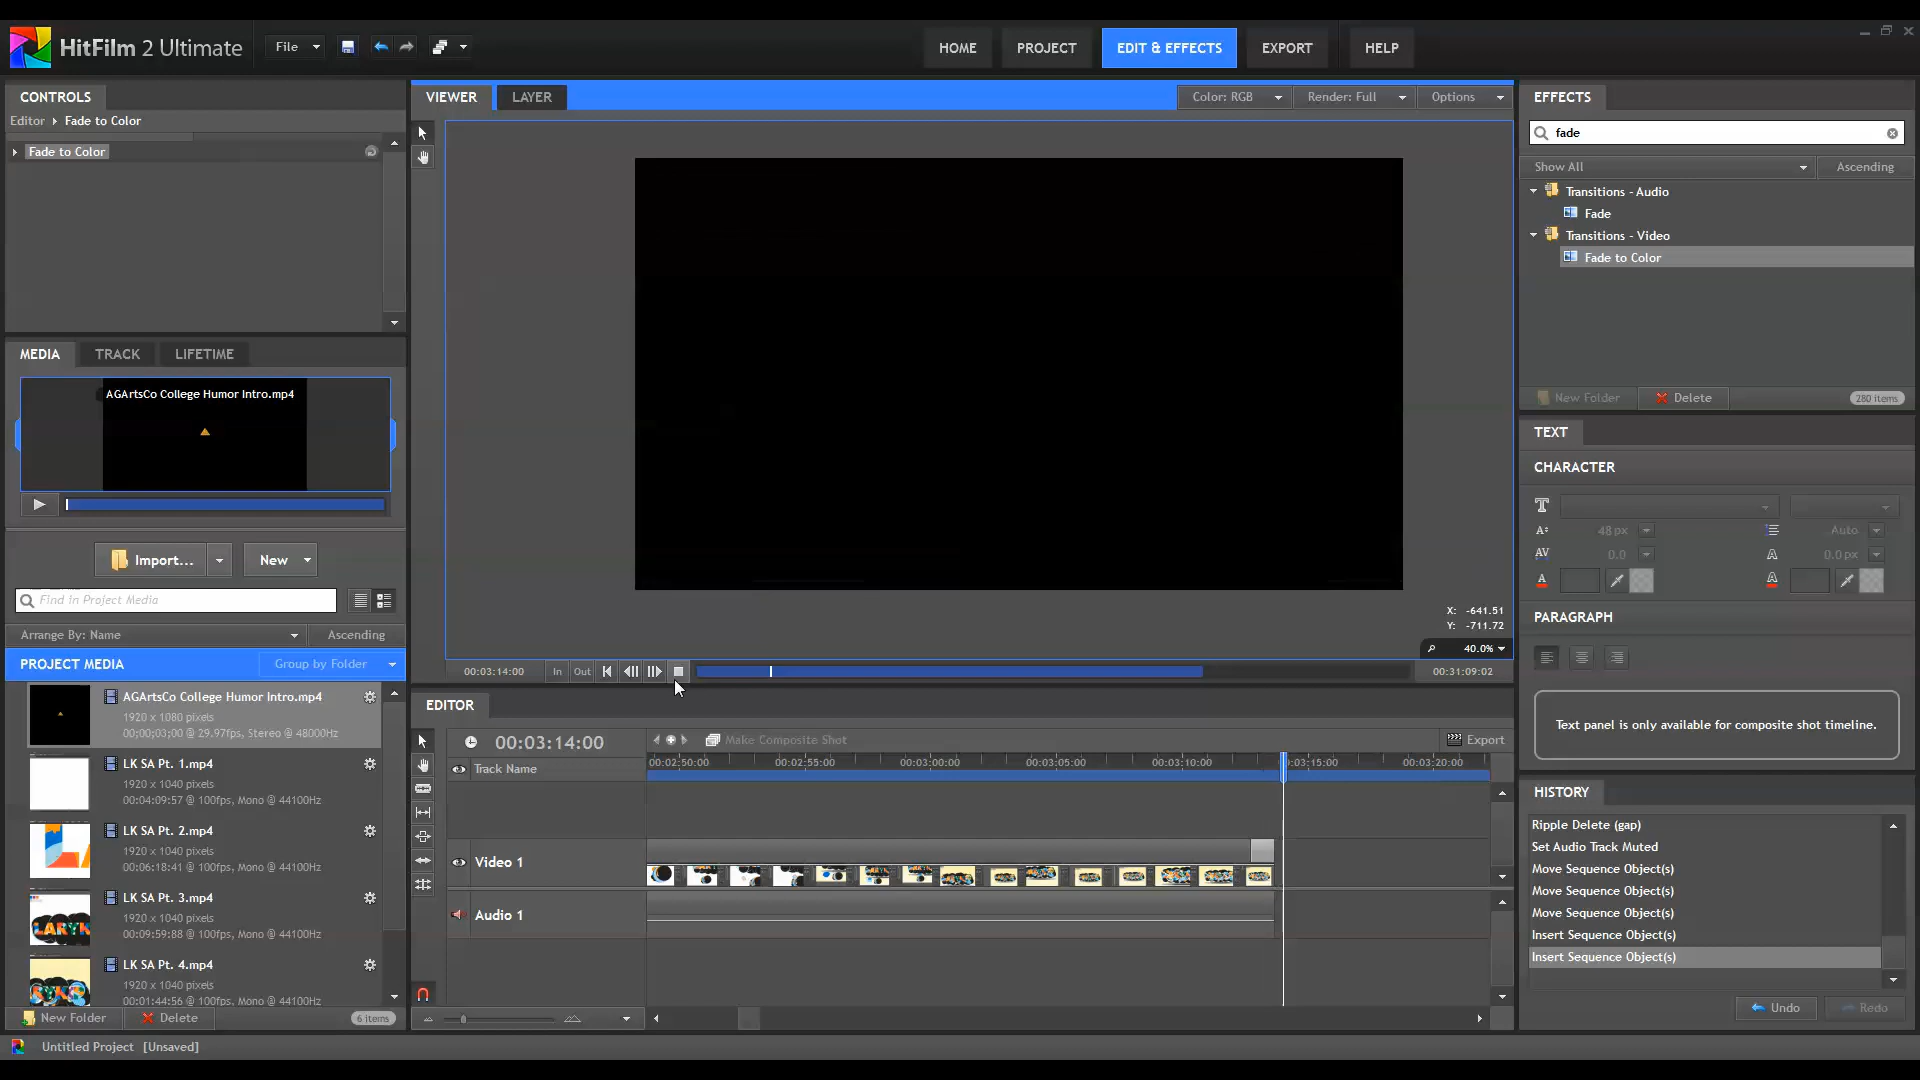 HitFilm 2 Ultimate
File
HOME
PROJECT
EDIT & EFFECTS
EXPORT
HELP
CONTROLS
Editor
Fade to Color
Fade to Color
VIEWER
LAYER
Color: RGB
Render: Full
Options
EFFECTS
fade
Show All
Ascending
Transitions - Audio
Fade
Transitions - Video
Fade to Color
New Folder
Delete
280 items
MEDIA
TRACK
LIFETIME
AGArtsCo College Humor Intro.mp4
Import...
New
Find in Project Media
Arrange By: Name
Ascending
PROJECT MEDIA
Group by Folder
AGArtsCo College Humor Intro.mp4
1920 x 1080 pixels
00;00;03;00 @ 29.97fps, Stereo @ 48000Hz
LK SA Pt. 1.mp4
1920 x 1040 pixels
00:04:09:57 @ 100fps, Mono @ 44100Hz
LK SA Pt. 2.mp4
1920 x 1040 pixels
00:06:18:41 @ 100fps, Mono @ 44100Hz
LK SA Pt. 3.mp4
1920 x 1040 pixels
00:09:59:88 @ 100fps, Mono @ 44100Hz
LK SA Pt. 4.mp4
1920 x 1040 pixels
00:01:44:56 @ 100fps, Mono @ 44100Hz
New Folder
Delete
6 items
X: -641.51
Y: -711.72
40.0%
00:03:14:00
In
Out
00:31:09:02
EDITOR
00:03:14:00
Make Composite Shot
Export
Track Name
00:02:50:00
00:02:55:00
00:03:00:00
00:03:05:00
00:03:10:00
03:15:00
00:03:20:00
Video 1
Audio 1
TEXT
CHARACTER
48 px
Auto
0.0
0.0 px
PARAGRAPH
Text panel is only available for composite shot timeline.
HISTORY
Ripple Delete (gap)
Set Audio Track Muted
Move Sequence Object(s)
Move Sequence Object(s)
Move Sequence Object(s)
Insert Sequence Object(s)
Insert Sequence Object(s)
Undo
Redo
Untitled Project [Unsaved]